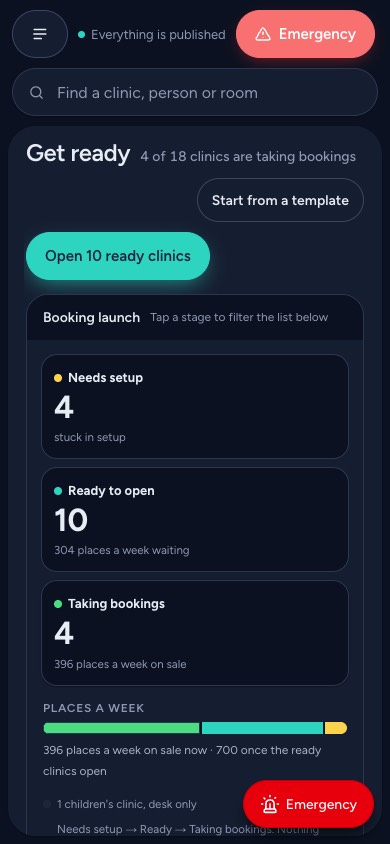 Everything is published
Emergency
Find a clinic, person or room
Get ready 4 of 18 clinics are taking bookings
Start from a template
Open 10 ready clinics
Booking launch Tap a stage to filter the list below
Needs setup
4
stuck in setup
Ready to open
10
304 places a week waiting
Taking bookings
4
396 places a week on sale
PLACES A WEEK
396 places a week on sale now · 700 once the ready
clinics open
1 children's clinic, desk only
Emergency
Needs setup → Ready → Taking bookings. Nothing